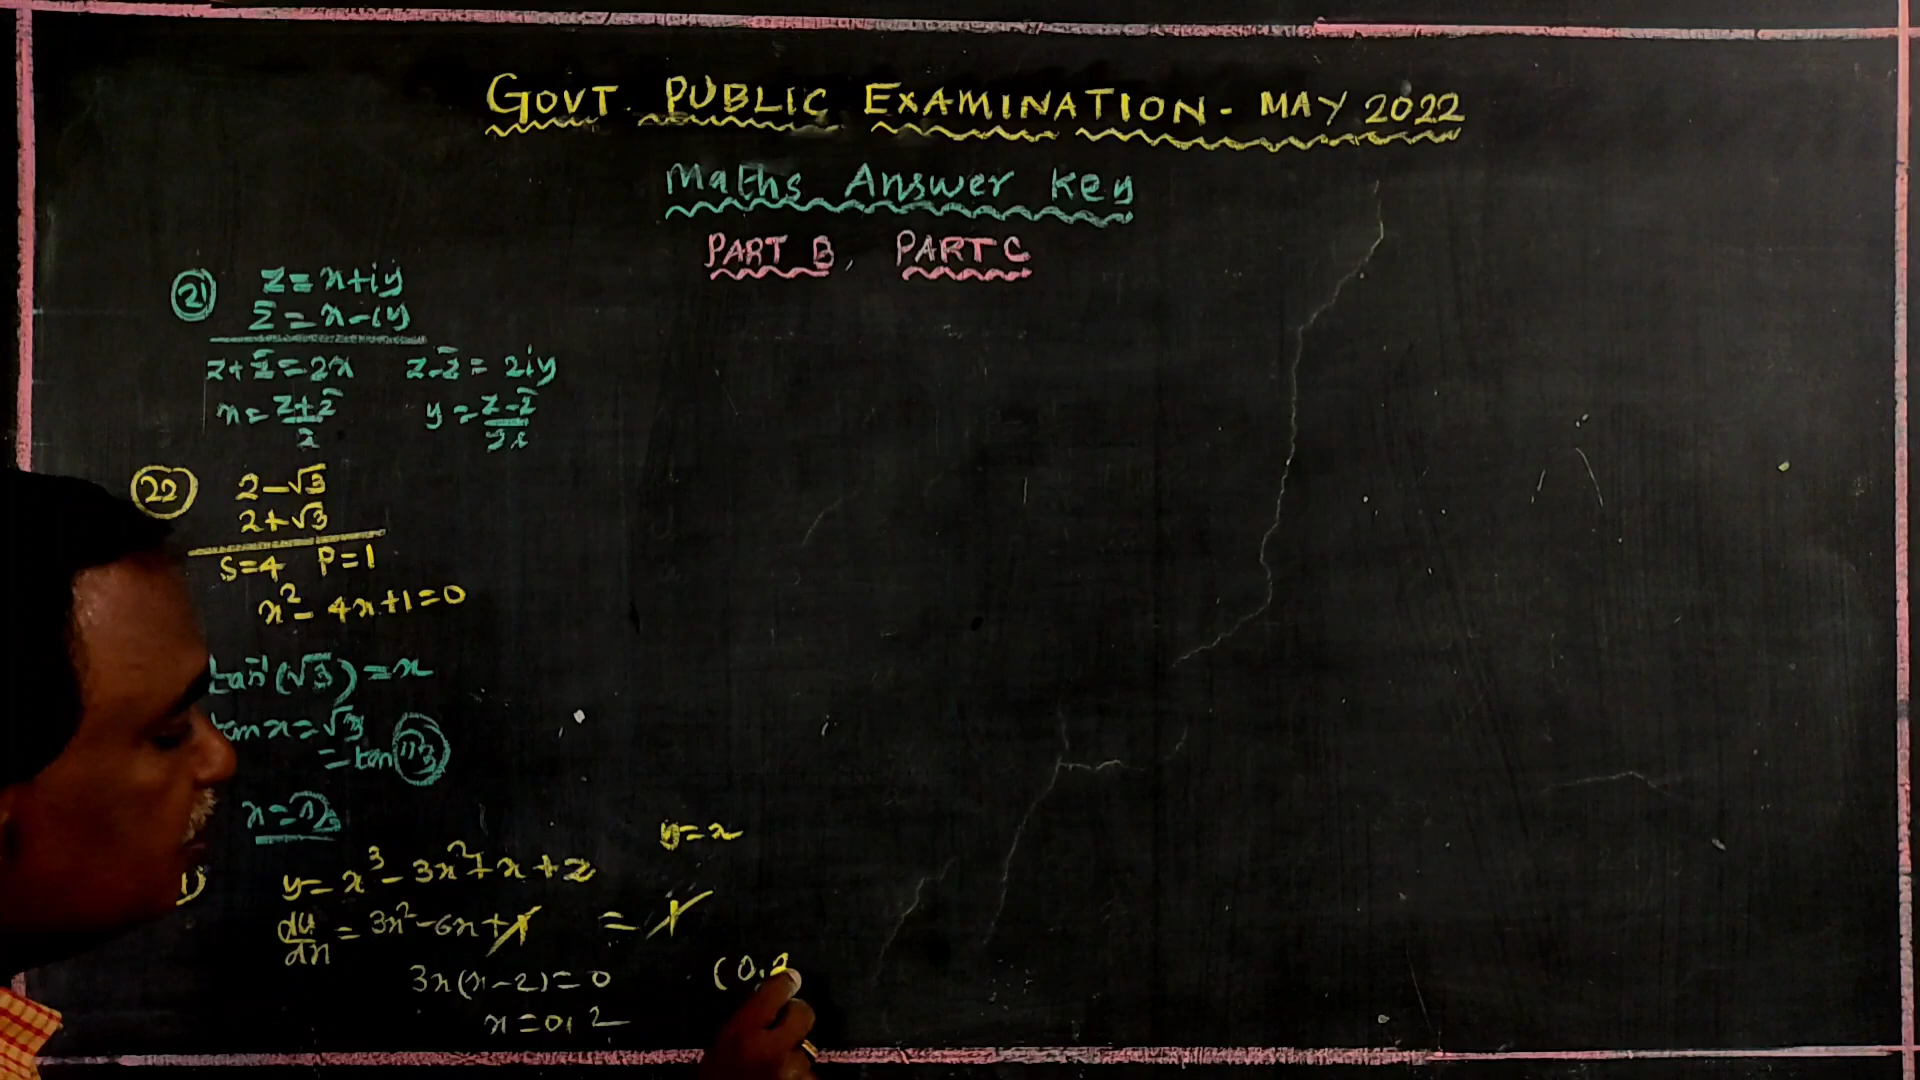 GOVT. PUBLIC EXAMINATION - MAY 2022
Maths Answer Key
PART B, PART C
21 z = x+iy
z̄ = x-iy
z+z̄ = 2x z-z̄ = 2iy
x = z+z̄/2 y = z-z̄/2i
22 2-√3
2+√3
S=4 P=1
x²- 4x+1=0
tan⁻¹(√3) = x
tan x = √3
= tan π/3
x = π/3
y = x
y = x³- 3x²+x+2
dy/dx = 3x²-6x+1 = 1
3x(x-2)=0 (0,2
x = 0, 2